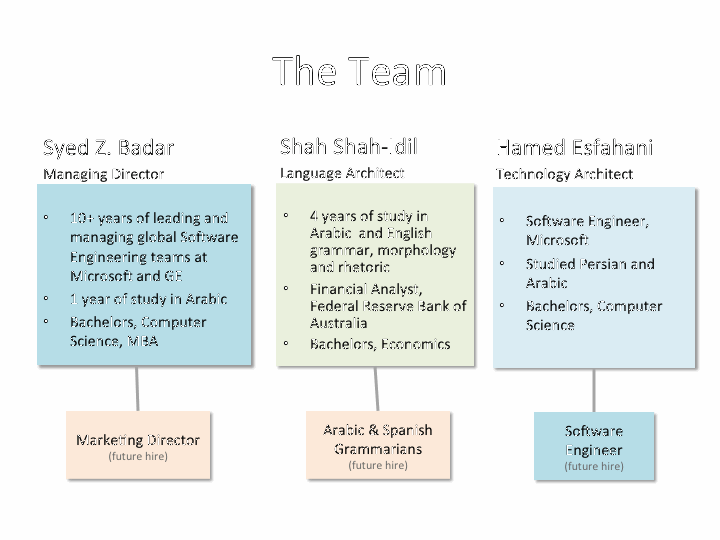 The Team
Syed Z. Badar
Managing Director
◦ 10+ years of leading and
managing global Software
Engineering teams at
Microsoft and GE
◦ 1 year of study in Arabic
◦ Bachelors, Computer
Science, MBA
Marketing Director
(future hire)
Shah
Language Architect
◦ 4 years of study in
Arabic and English
grammar, morphology
and rhetoric
◦ Financial Analyst,
Federal Reserve Bank of
Australia
◦ Bachelors, Economics
Arabic & Spanish
Grammarians
(future hire)
Hamed Esfahani
Technology Architect
◦ Software Engineer,
Microsoft
◦ Studied Persian and
Arabic
◦ Bachelors, Computer
Science
Software
Engineer
(future hire)